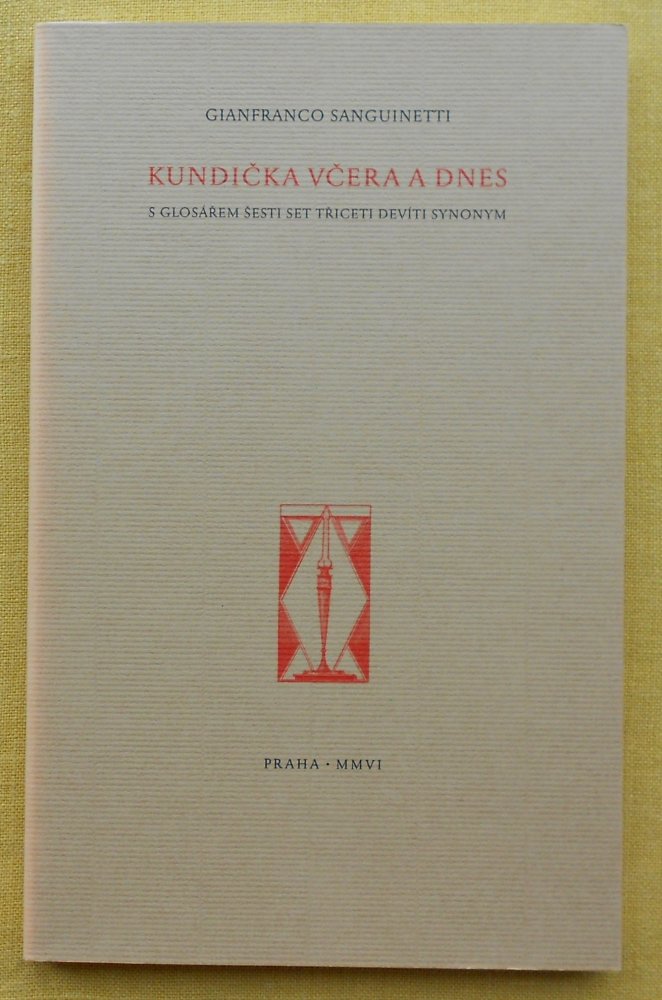 GIANFRANCO SANGUINETTI
KUNDIČKA VČERA A DNES
S GLOSÁŘEM ŠESTI SET TŘICETI DEVÍTI SYNONYM
PRAHA · MMVI